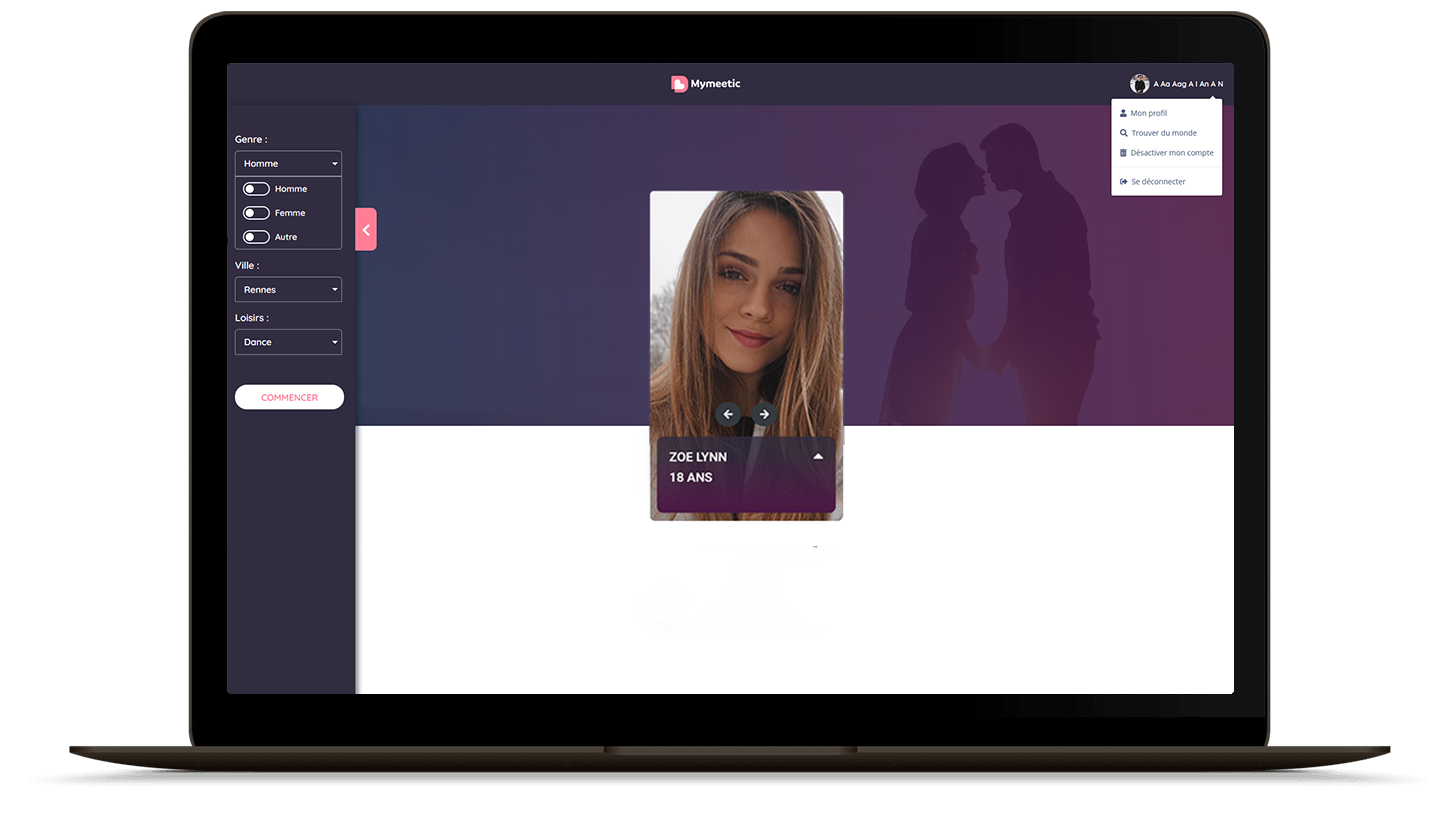 Mymeetic
A Aa Aag A I An A N
Mon profil
Trouver du monde
Désactiver mon compte
Se déconnecter
Genre :
Homme
Homme
Femme
Autre
Ville :
Rennes
Loisirs :
Dance
COMMENCER
ZOE LYNN
18 ANS